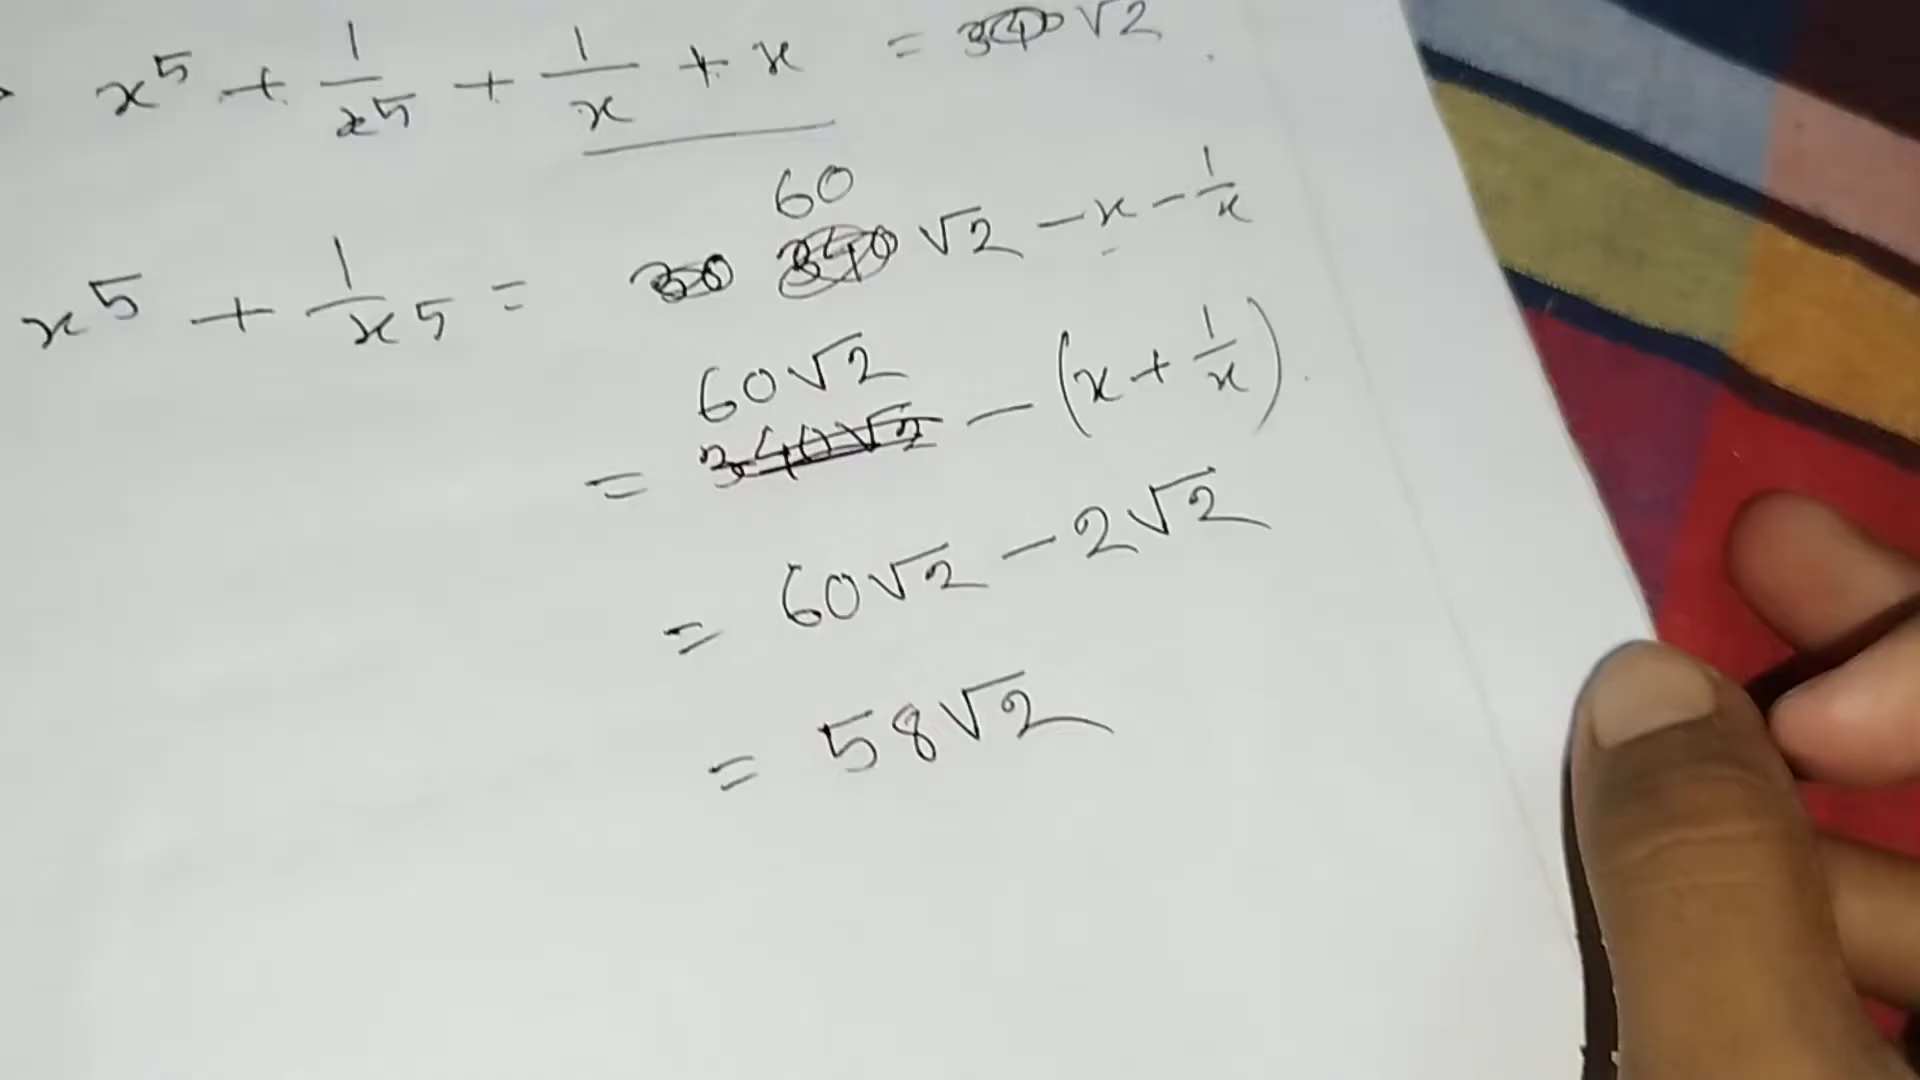 x⁵ + 1/x⁵ + 1/x + x = 340 √2
60
x⁵ + 1/x⁵ = 30 340 √2 − x − 1/x
60√2
= 340√2 − (x + 1/x)
= 60√2 − 2√2
= 58√2